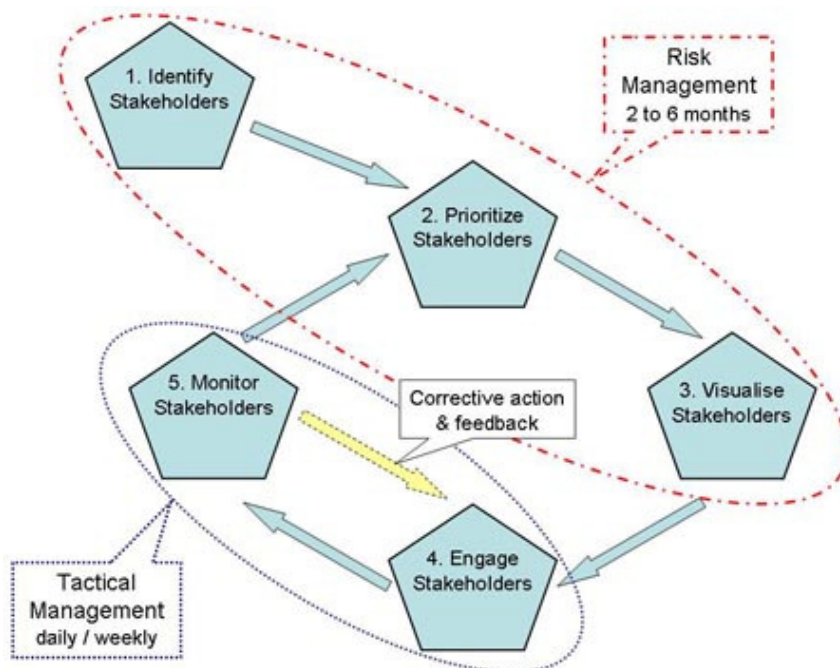 1. Identify
Stakeholders
Risk
Management
2 to 6 months
2. Prioritize
Stakeholders
3. Visualise
Stakeholders
5. Monitor
Stakeholders
Corrective action
& feedback
4. Engage
Stakeholders
Tactical
Management
daily / weekly